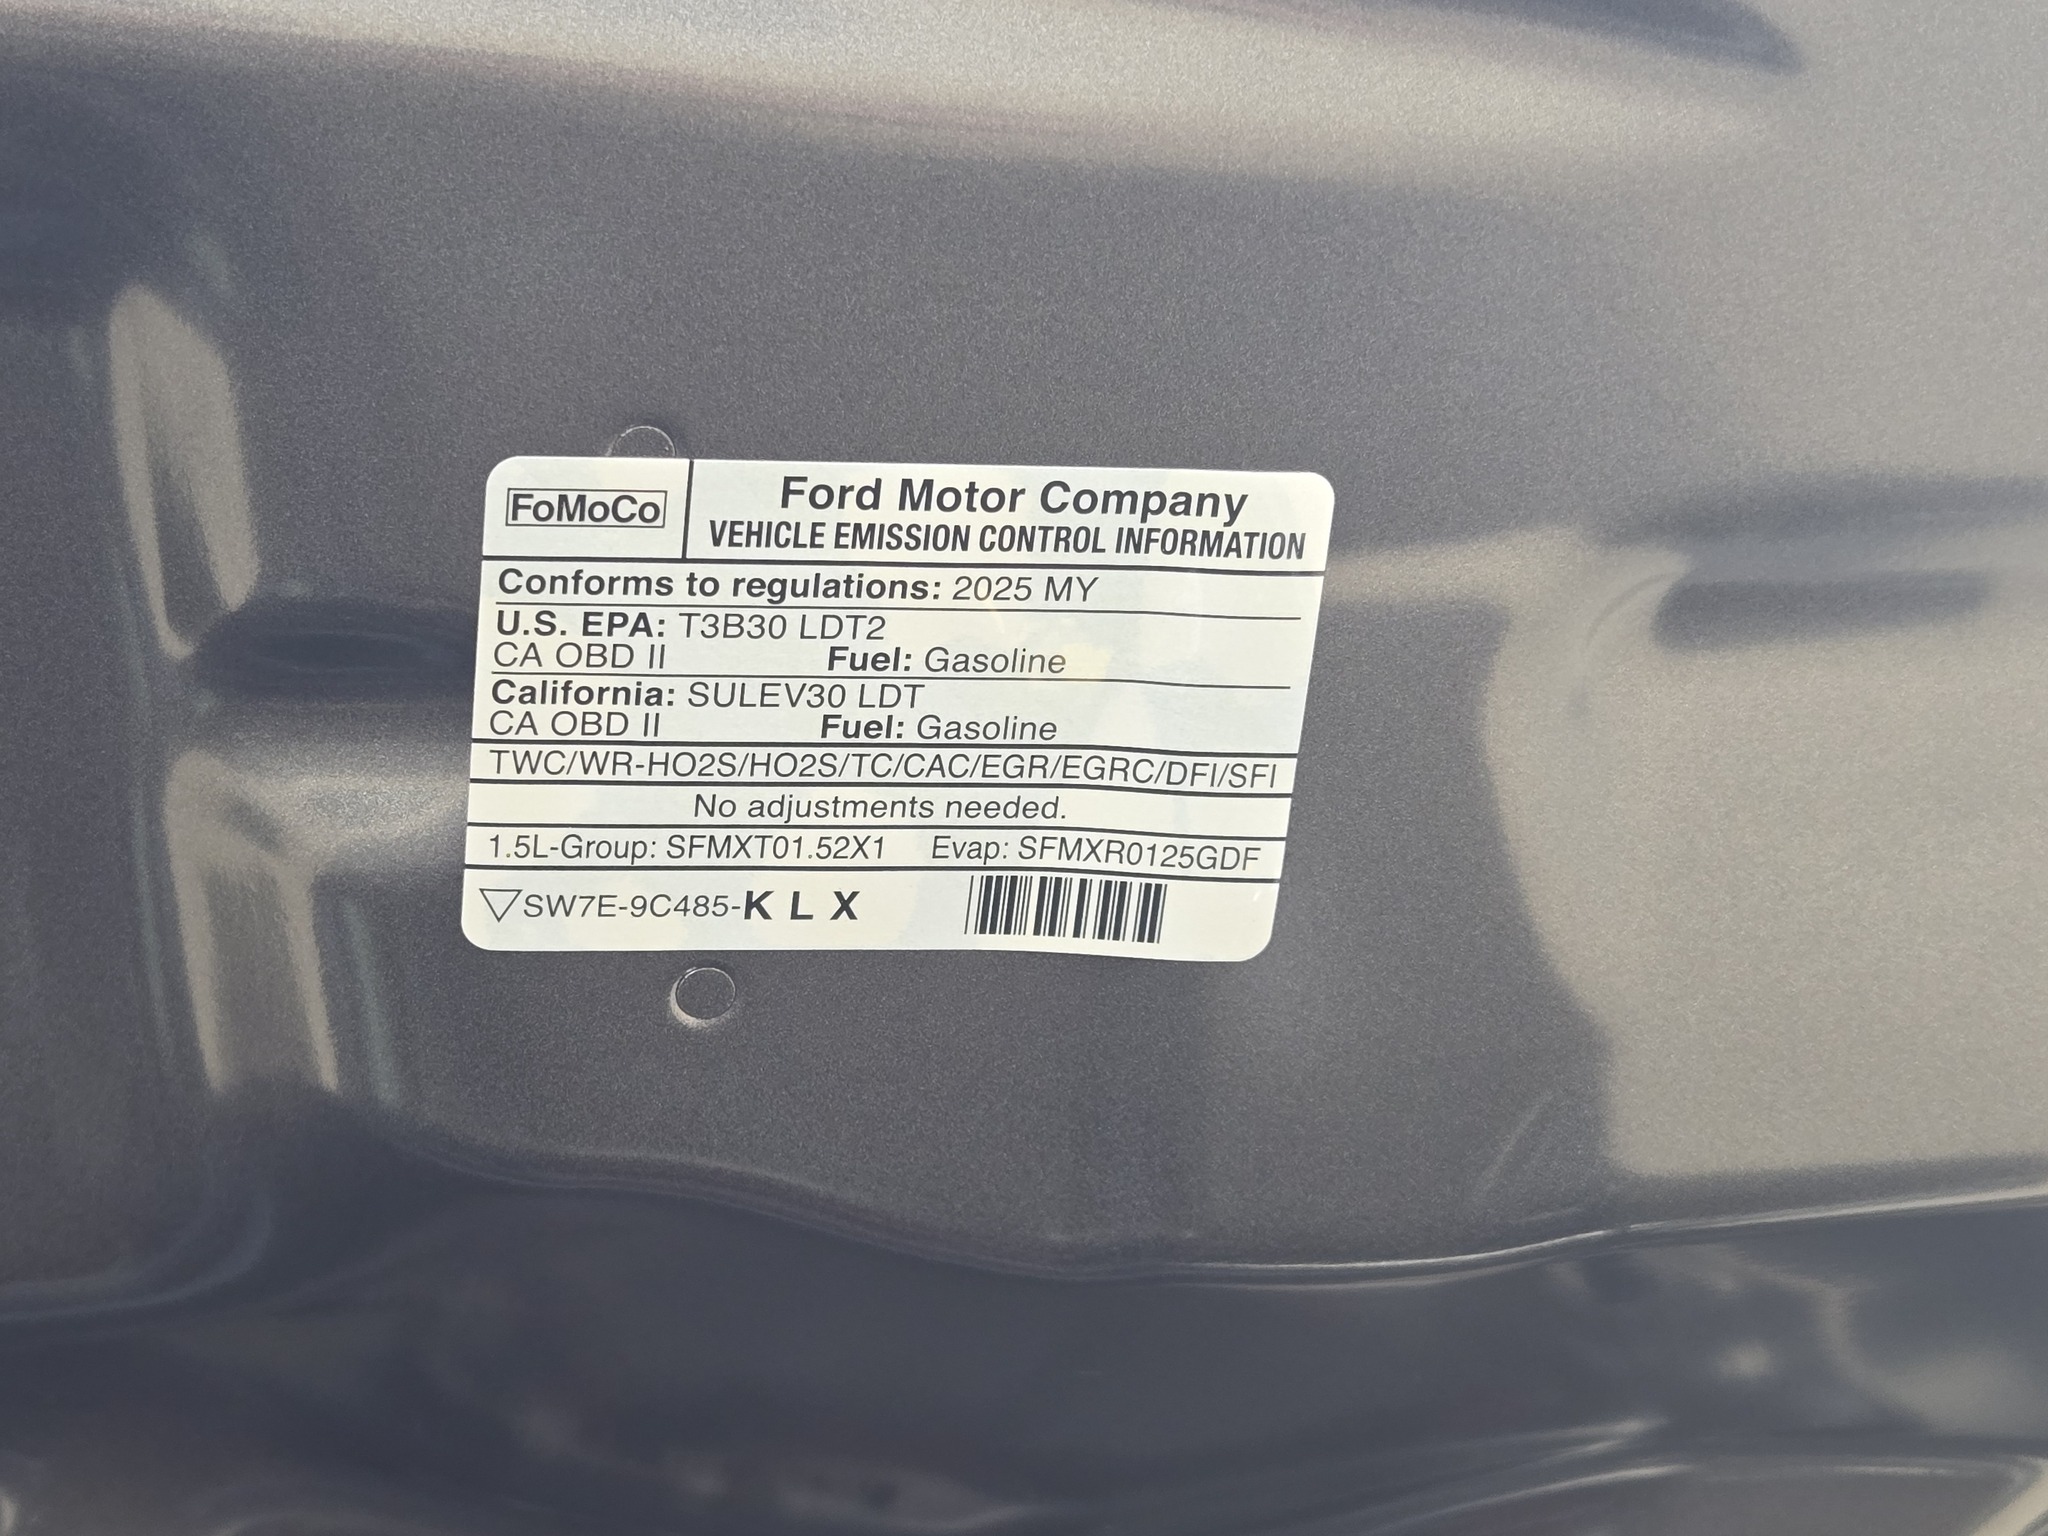 FoMoCo
Ford Motor Company
VEHICLE EMISSION CONTROL INFORMATION
Conforms to regulations: 2025 MY
U.S. EPA: T3B30 LDT2
CA OBD II Fuel: Gasoline
California: SULEV30 LDT
CA OBD II Fuel: Gasoline
TWC/WR-HO2S/HO2S/TC/CAC/EGR/EGRC/DFI/SFI
No adjustments needed.
1.5L-Group: SFMXT01.52X1 Evap: SFMXR0125GDF
▽SW7E-9C485-K L X